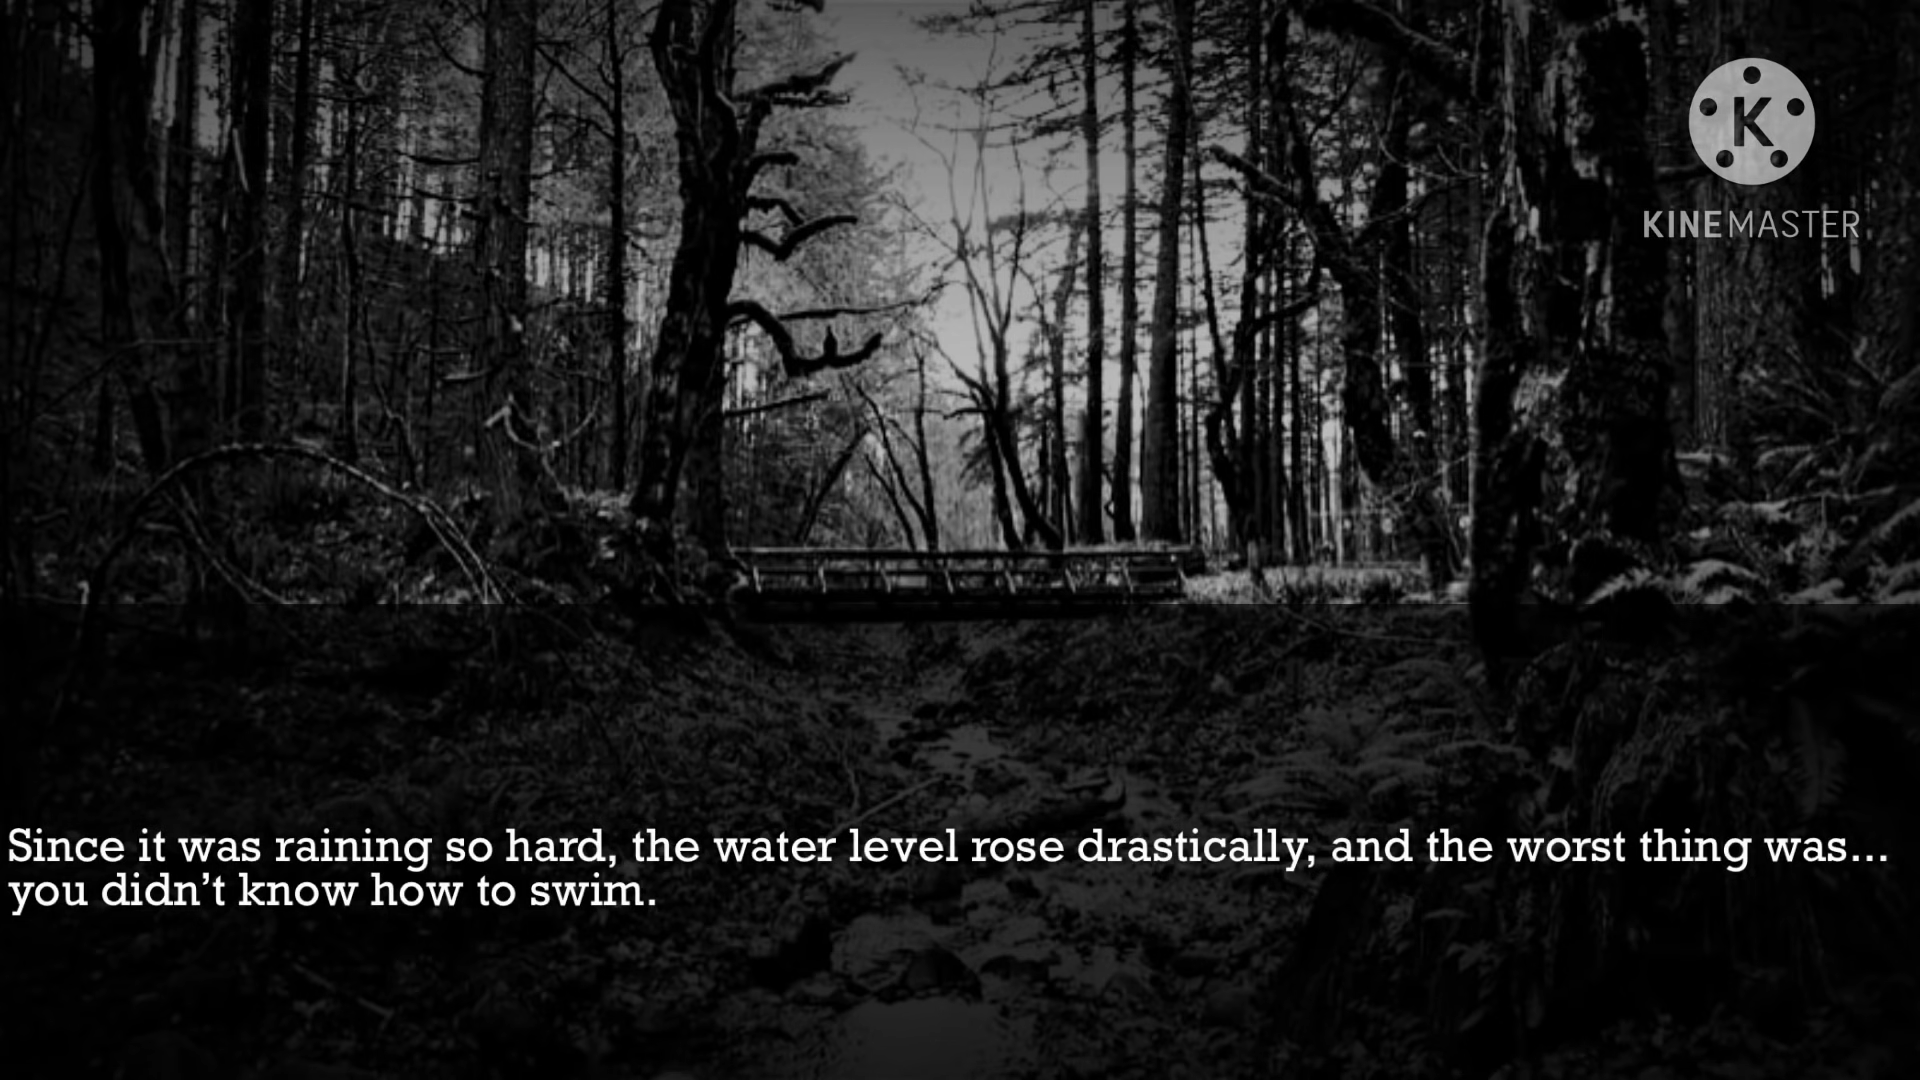 K
KINEMASTER
Since it was raining so hard, the water level rose drastically, and the worst thing was...
you didn’t know how to swim.